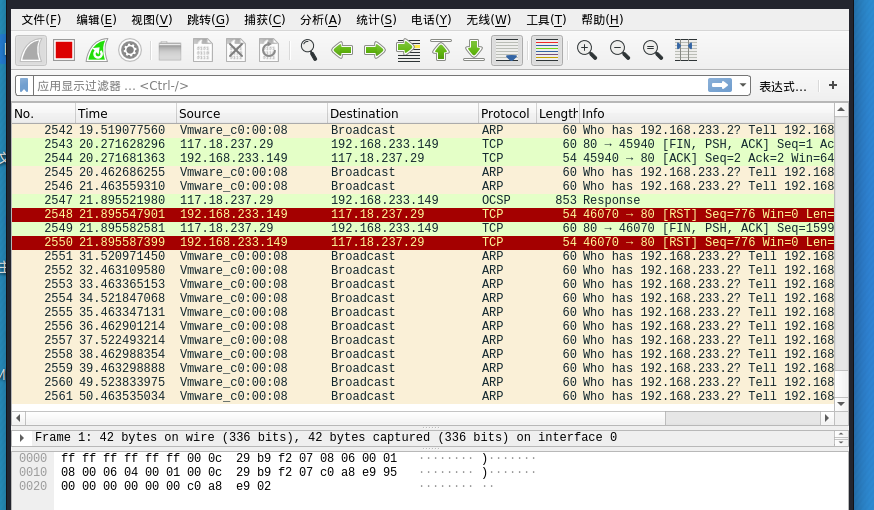 文件(F) 编辑(E) 视图(V) 跳转(G) 捕获(C) 分析(A) 统计(S) 电话(Y) 无线(W) 工具(T) 帮助(H)
应用显示过滤器 … <Ctrl-/> 表达式… +
No. Time Source Destination Protocol Length Info
2542 19.519077560 Vmware_c0:00:08 Broadcast ARP 60 Who has 192.168.233.2? Tell 192.168
2543 20.271628296 117.18.237.29 192.168.233.149 TCP 60 80 → 45940 [FIN, PSH, ACK] Seq=1 Ac
2544 20.271681363 192.168.233.149 117.18.237.29 TCP 54 45940 → 80 [ACK] Seq=2 Ack=2 Win=64
2545 20.462686255 Vmware_c0:00:08 Broadcast ARP 60 Who has 192.168.233.2? Tell 192.168
2546 21.463559310 Vmware_c0:00:08 Broadcast ARP 60 Who has 192.168.233.2? Tell 192.168
2547 21.895521980 117.18.237.29 192.168.233.149 OCSP 853 Response
2548 21.895547901 192.168.233.149 117.18.237.29 TCP 54 46070 → 80 [RST] Seq=776 Win=0 Len=
2549 21.895582581 117.18.237.29 192.168.233.149 TCP 60 80 → 46070 [FIN, PSH, ACK] Seq=1599
2550 21.895587399 192.168.233.149 117.18.237.29 TCP 54 46070 → 80 [RST] Seq=776 Win=0 Len=
2551 31.520971450 Vmware_c0:00:08 Broadcast ARP 60 Who has 192.168.233.2? Tell 192.168
2552 32.463109580 Vmware_c0:00:08 Broadcast ARP 60 Who has 192.168.233.2? Tell 192.168
2553 33.463365153 Vmware_c0:00:08 Broadcast ARP 60 Who has 192.168.233.2? Tell 192.168
2554 34.521847068 Vmware_c0:00:08 Broadcast ARP 60 Who has 192.168.233.2? Tell 192.168
2555 35.463347131 Vmware_c0:00:08 Broadcast ARP 60 Who has 192.168.233.2? Tell 192.168
2556 36.462901214 Vmware_c0:00:08 Broadcast ARP 60 Who has 192.168.233.2? Tell 192.168
2557 37.522493214 Vmware_c0:00:08 Broadcast ARP 60 Who has 192.168.233.2? Tell 192.168
2558 38.462988354 Vmware_c0:00:08 Broadcast ARP 60 Who has 192.168.233.2? Tell 192.168
2559 39.463298888 Vmware_c0:00:08 Broadcast ARP 60 Who has 192.168.233.2? Tell 192.168
2560 49.523833975 Vmware_c0:00:08 Broadcast ARP 60 Who has 192.168.233.2? Tell 192.168
2561 50.463535034 Vmware_c0:00:08 Broadcast ARP 60 Who has 192.168.233.2? Tell 192.168
Frame 1: 42 bytes on wire (336 bits), 42 bytes captured (336 bits) on interface 0
0000 ff ff ff ff ff ff 00 0c 29 b9 f2 07 08 06 00 01 ········ )·······
0010 08 00 06 04 00 01 00 0c 29 b9 f2 07 c0 a8 e9 95 ········ )·······
0020 00 00 00 00 00 00 c0 a8 e9 02 ········ ··